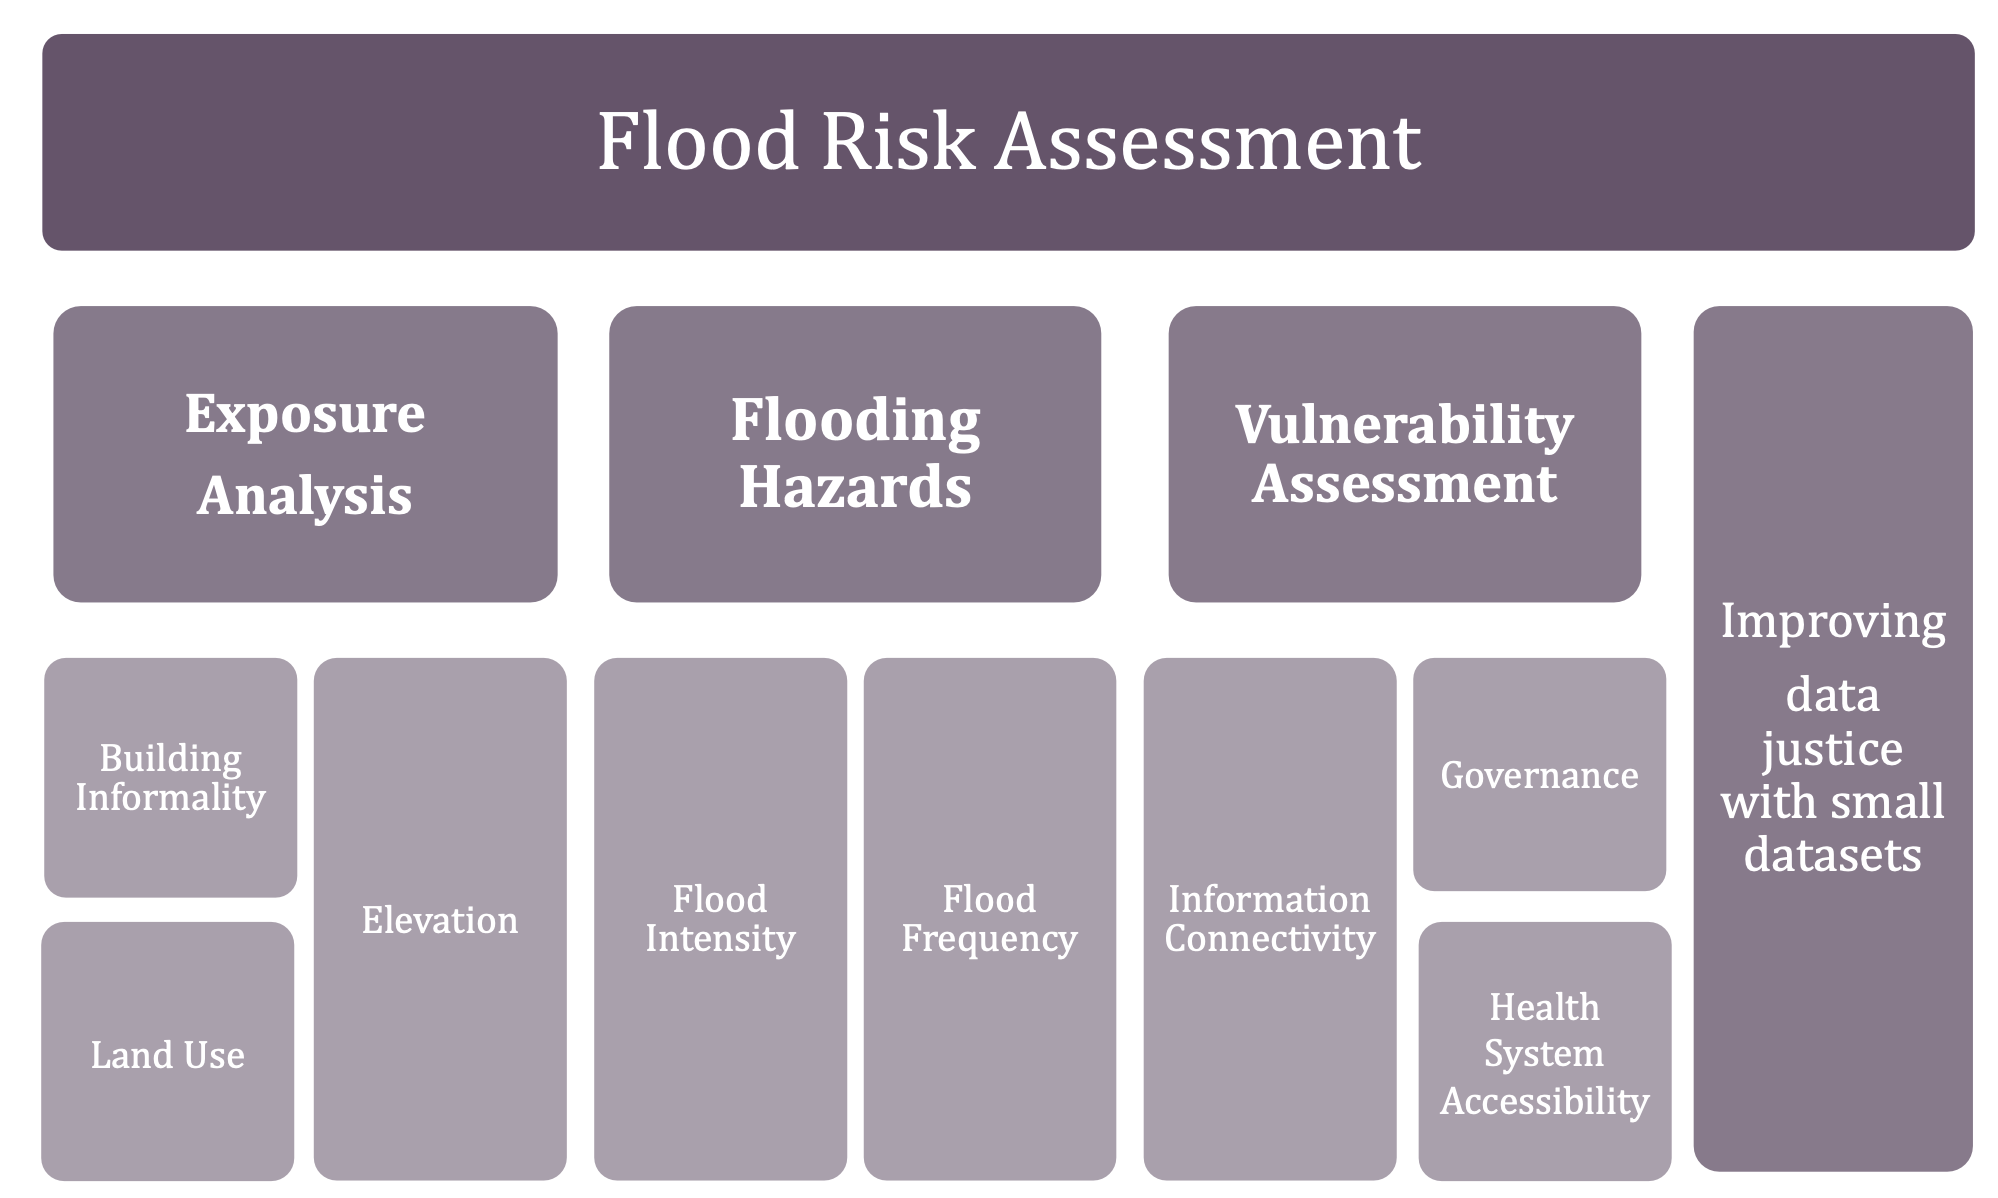 Flood Risk Assessment
Exposure
Analysis
Flooding
Hazards
Vulnerability
Assessment
Improving
data
justice
with small
datasets
Building
Informality
Land Use
Elevation
Flood
Intensity
Flood
Frequency
Information
Connectivity
Governance
Health
System
Accessibility